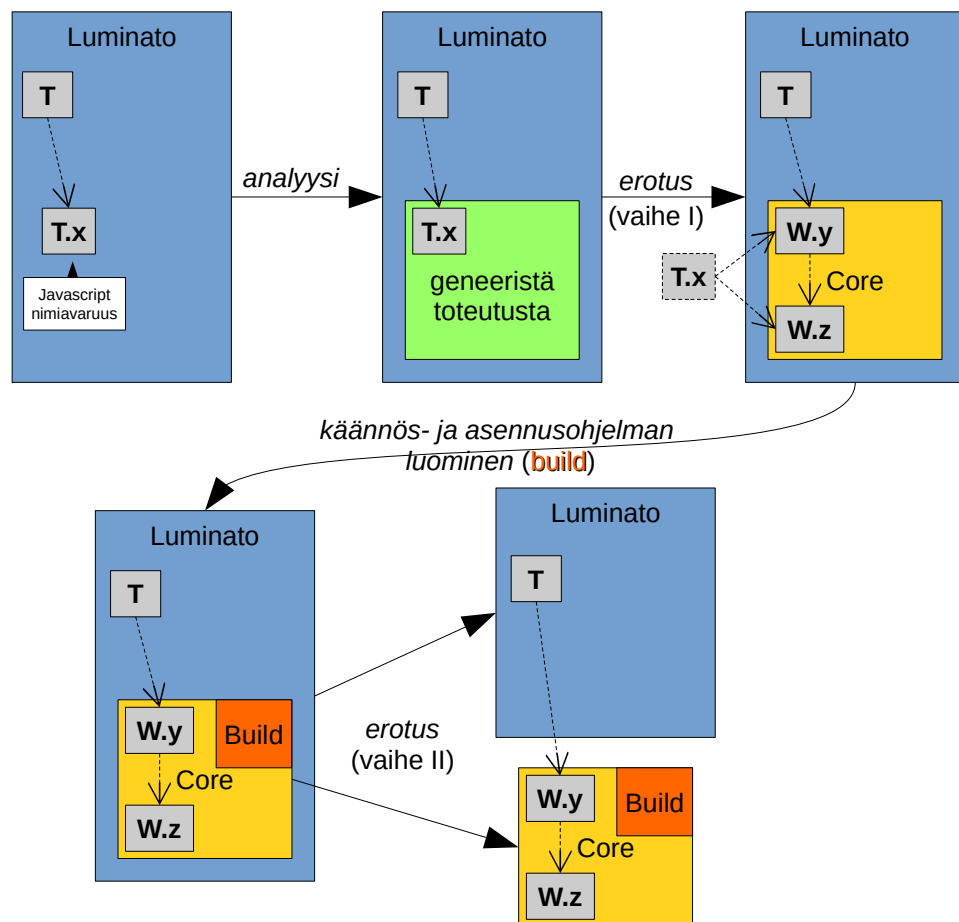 Luminato
T
T.x
Javascript
nimiavaruus
analyysi
Luminato
T
T.x
geneeristä
toteutusta
erotus
(vaihe I)
Luminato
T
W.y
T.x
Core
W.z
käännös- ja asennusohjelman
luominen (build)
Luminato
T
W.y
Build
Core
W.z
erotus
(vaihe II)
Luminato
T
W.y
Build
Core
W.z